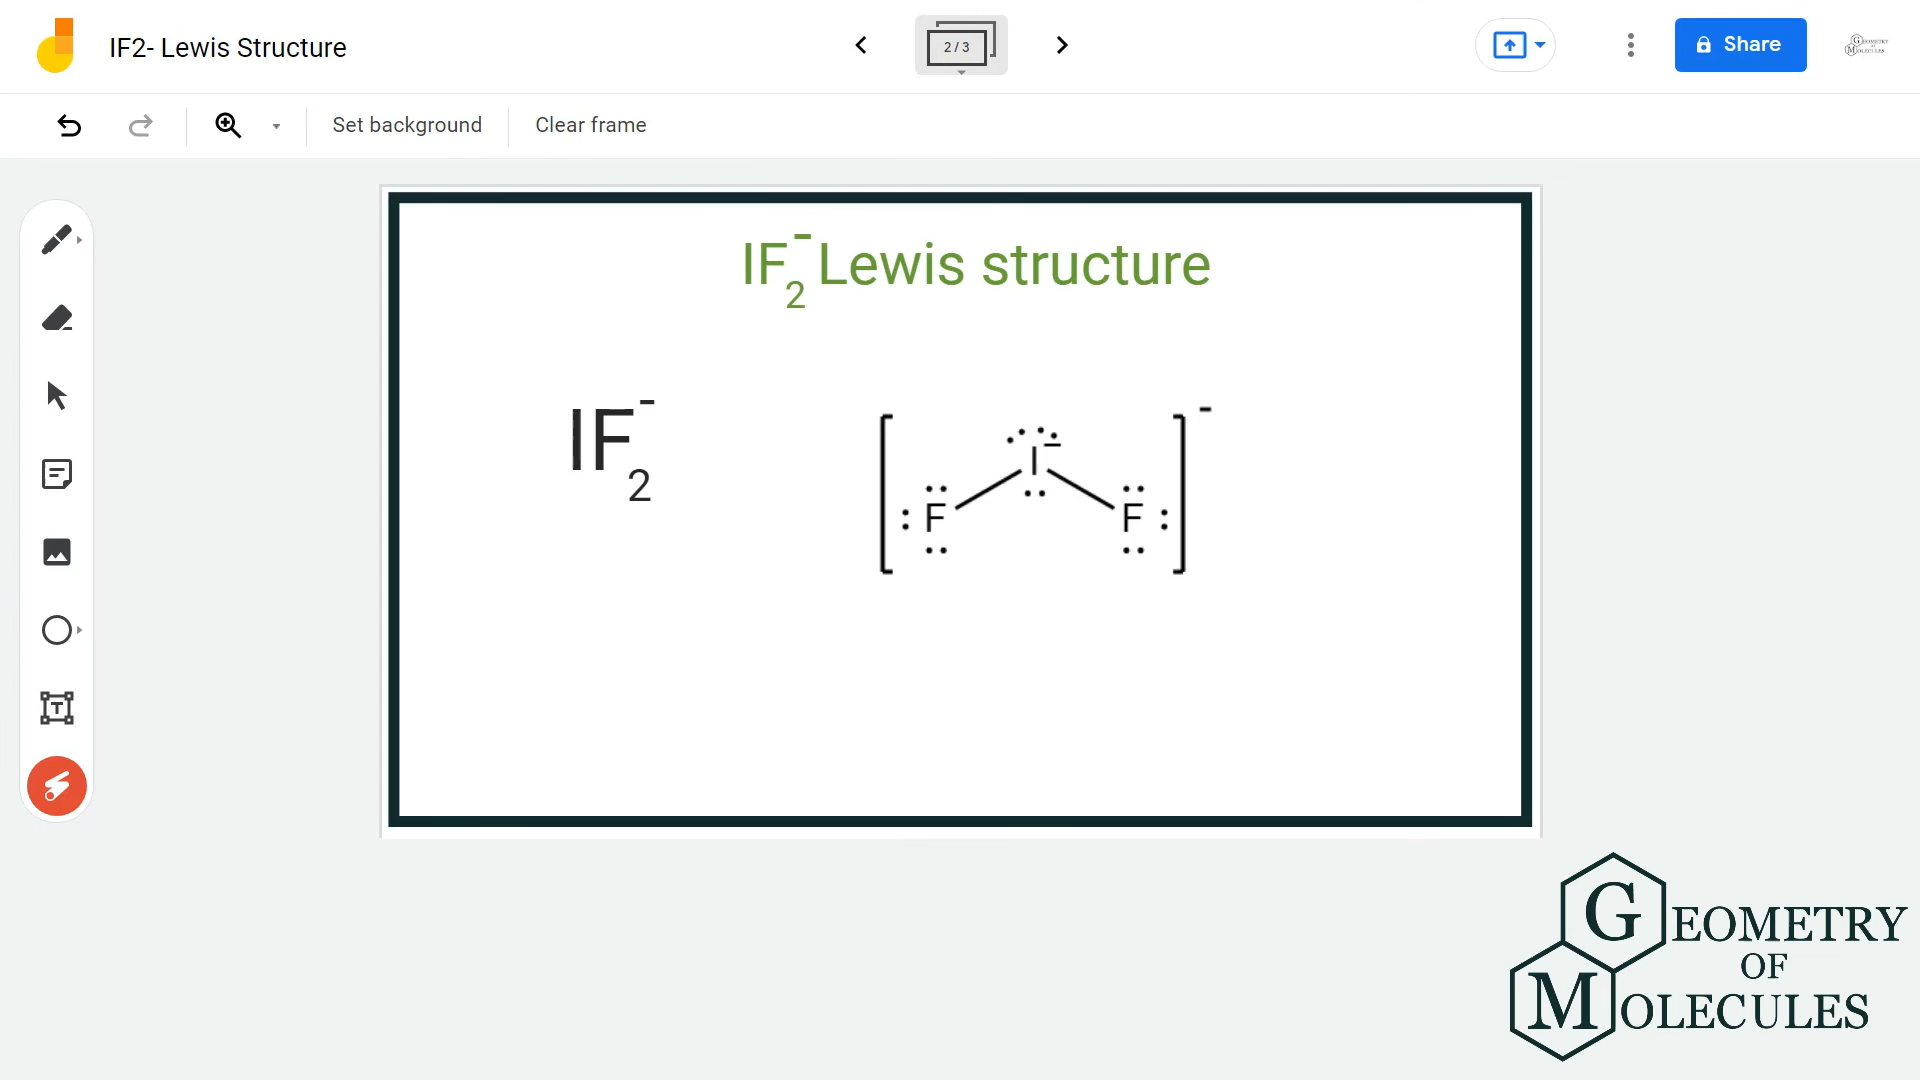 IF2- Lewis Structure
2 / 3
Share
Set background
Clear frame
IF₂⁻ Lewis structure
IF₂⁻
I⁻
F F
GEOMETRY
OF
MOLECULES